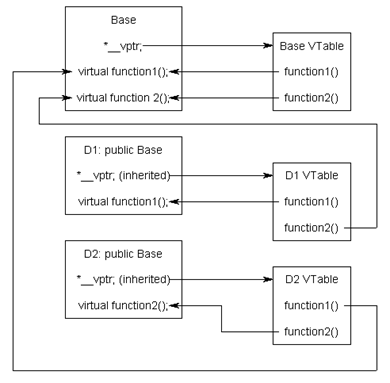 Base
*__vptr;
Base VTable
virtual function1();
function1()
virtual function 2();
function2()
D1: public Base
*__vptr; (inherited)
D1 VTable
virtual function1();
function1()
function2()
D2: public Base
*__vptr; (inherited)
D2 VTable
virtual function2();
function1()
function2()